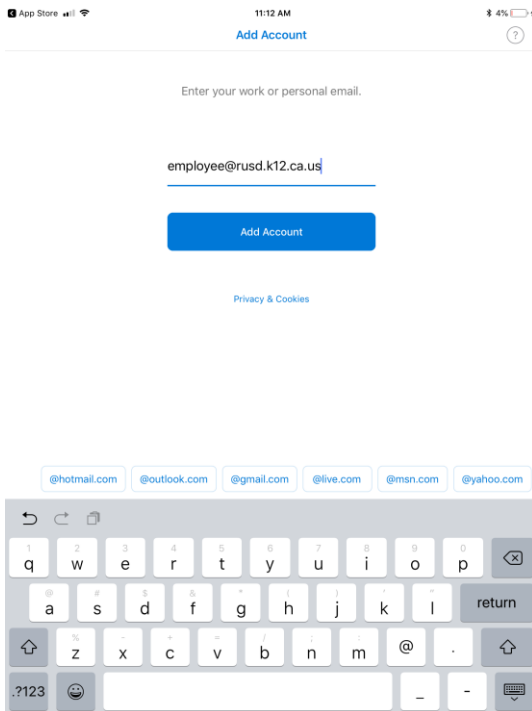 App Store 11:12 AM 4%
Add Account ?
Enter your work or personal email.
employee@rusd.k12.ca.us
Add Account
Privacy & Cookies
@hotmail.com @outlook.com @gmail.com @live.com @msn.com @yahoo.com
1 2 3 4 5 6 7 8 9 0
q w e r t y u i o p
@ # $ & * ( ) ' "
a s d f g h j k l return
% - + = / ; :
z x c v b n m @ .
.?123 _ -